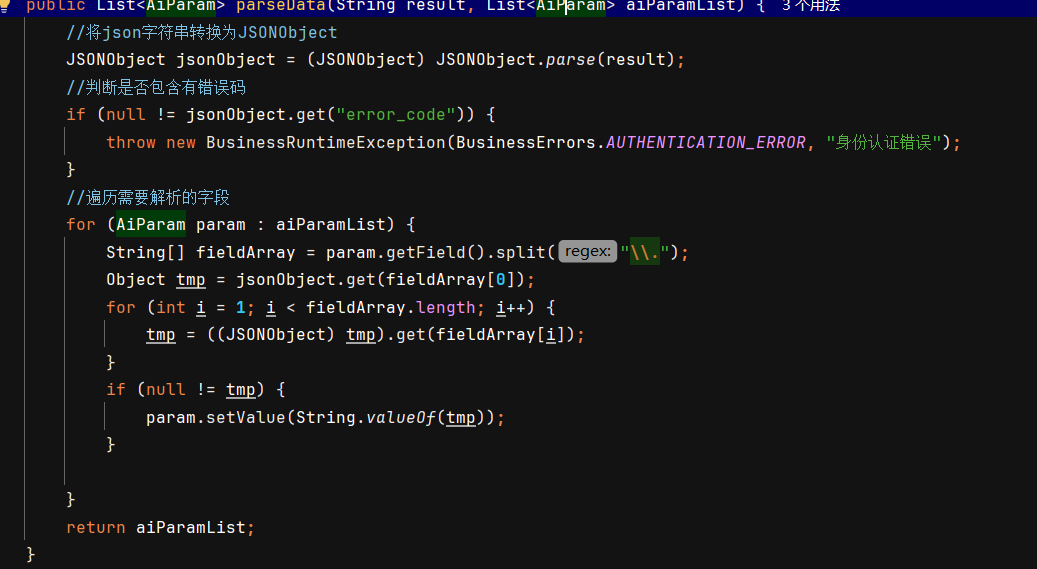 public List<AiParam> parseData(String result, List<AiParam> aiParamList) { 3 个用法
//将json字符串转换为JSONObject
JSONObject jsonObject = (JSONObject) JSONObject.parse(result);
//判断是否包含有错误码
if (null != jsonObject.get("error_code")) {
throw new BusinessRuntimeException(BusinessErrors.AUTHENTICATION_ERROR, "身份认证错误");
}
//遍历需要解析的字段
for (AiParam param : aiParamList) {
String[] fieldArray = param.getField().split( regex: "\\.");
Object tmp = jsonObject.get(fieldArray[0]);
for (int i = 1; i < fieldArray.length; i++) {
tmp = ((JSONObject) tmp).get(fieldArray[i]);
}
if (null != tmp) {
param.setValue(String.valueOf(tmp));
}
}
return aiParamList;
}